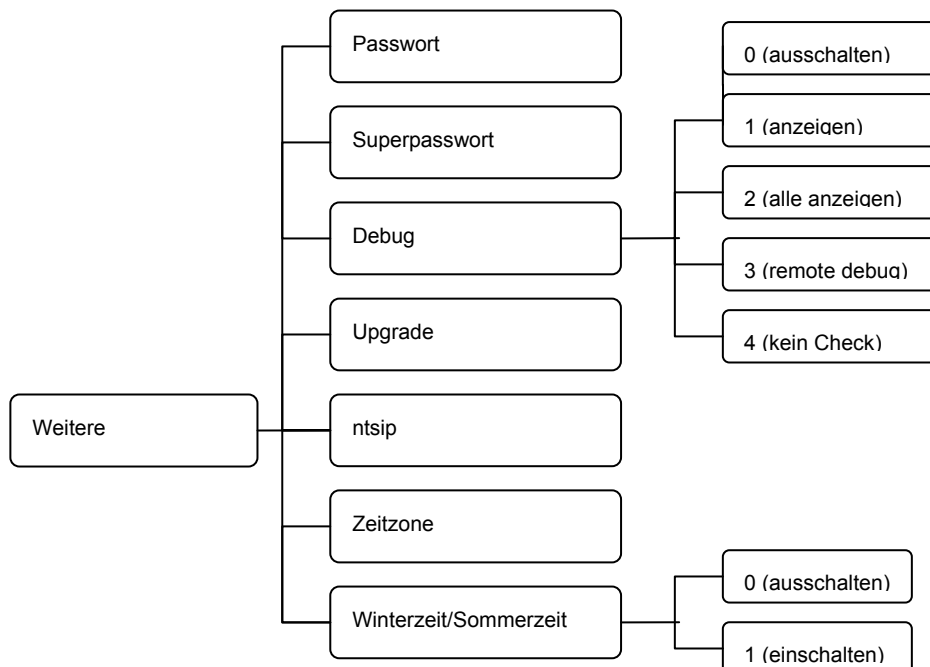 Passwort
0 (ausschalten)
1 (anzeigen)
Superpasswort
2 (alle anzeigen)
Debug
3 (remote debug)
Upgrade
4 (kein Check)
Weitere
ntsip
Zeitzone
0 (ausschalten)
Winterzeit/Sommerzeit
1 (einschalten)